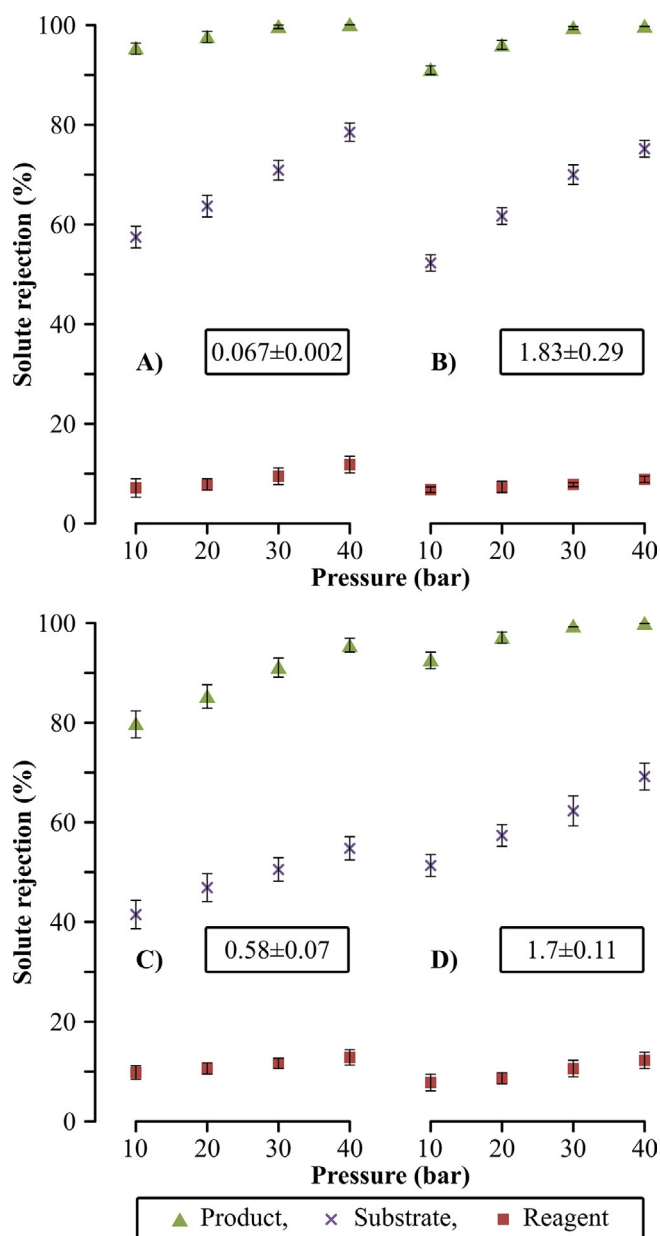 100
80
60
40
20
0
Solute rejection (%)
A)
0.067±0.002
B)
1.83±0.29
10 20 30 40 10 20 30 40
Pressure (bar)
100
80
60
40
20
0
Solute rejection (%)
C)
0.58±0.07
D)
1.7±0.11
10 20 30 40 10 20 30 40
Pressure (bar)
Product, Substrate, Reagent